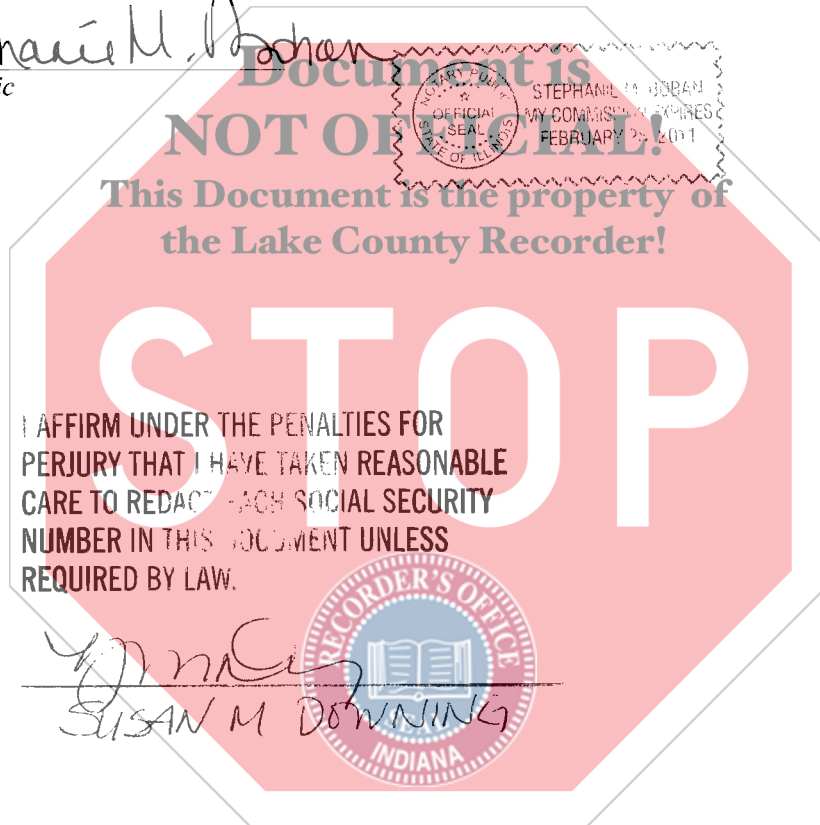 M.
Document is
NOTARY PUBLIC
OFFICIAL
SEAL
STATE OF ILLINOIS
STEPHANIE M.
MY COMMISSION EXPIRES
FEBRUARY 2011
NOT OFFICIAL!
This Document is the property of
the Lake County Recorder!
STOP
I AFFIRM UNDER THE PENALTIES FOR
PERJURY THAT I HAVE TAKEN REASONABLE
CARE TO REDACT EACH SOCIAL SECURITY
NUMBER IN THIS DOCUMENT UNLESS
REQUIRED BY LAW.
SUSAN M DOWNING
RECORDER'S OFFICE
SEAL
INDIANA